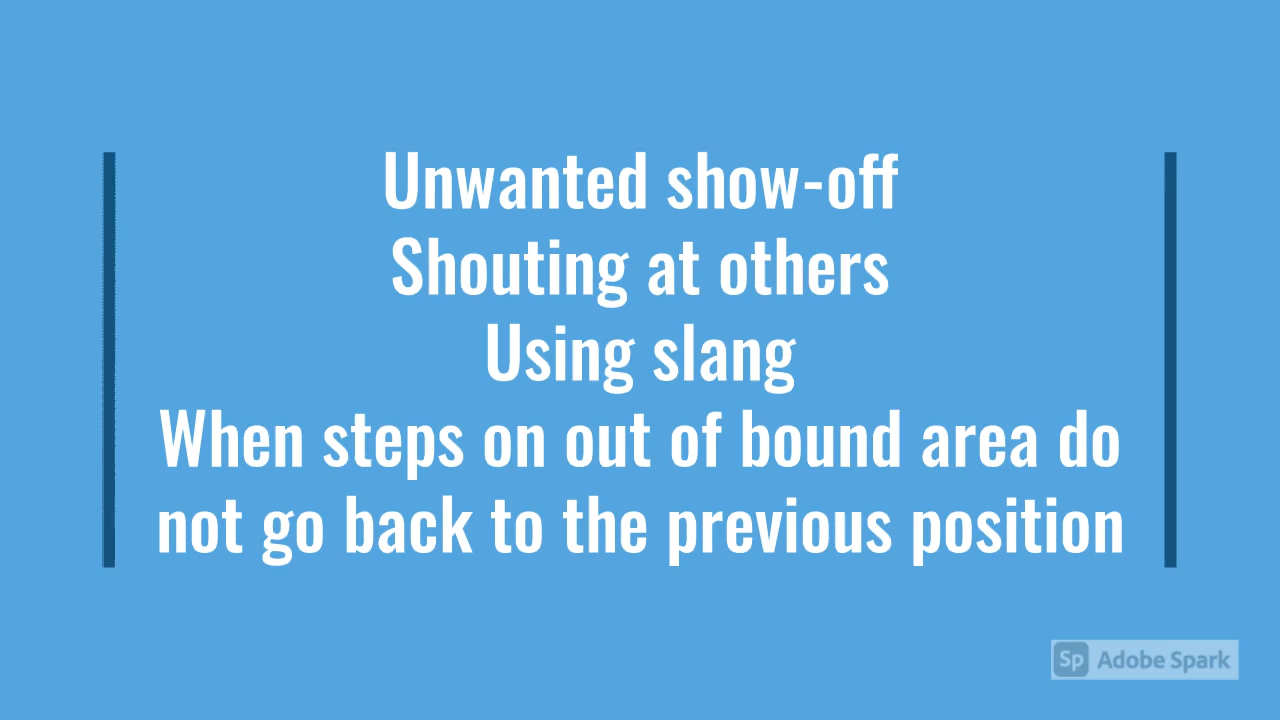 Unwanted show-off
Shouting at others
Using slang
When steps on out of bound area do
not go back to the previous position
Sp Adobe Spark